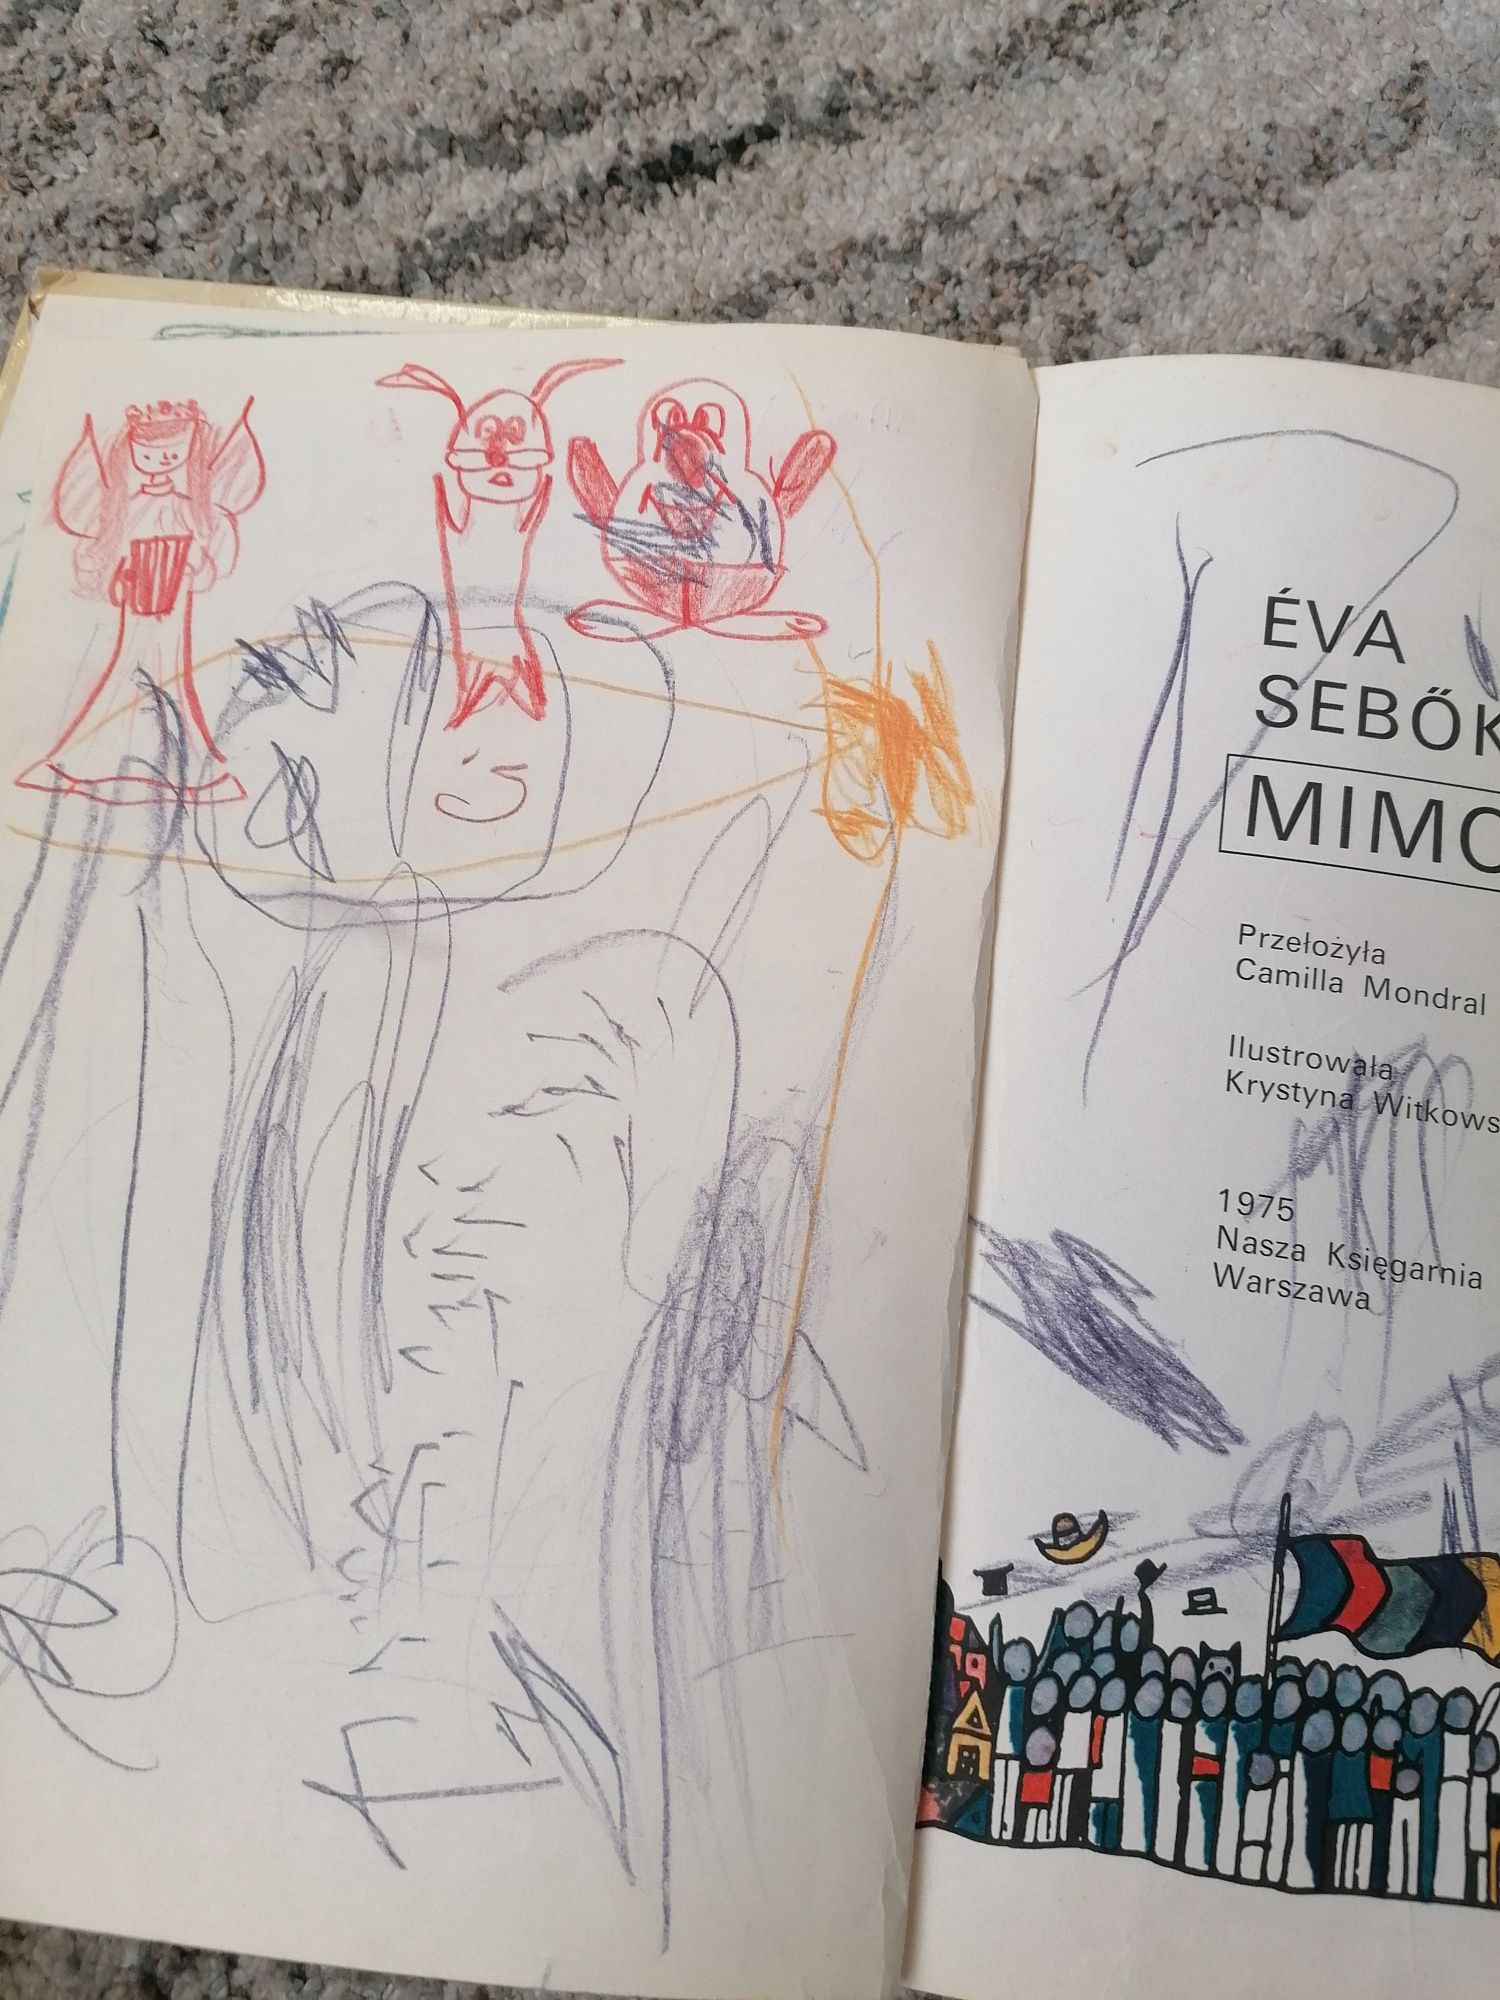 ÉVA
SEBŐK
MIMO
Przełożyła
Camilla Mondral
Ilustrowała
Krystyna Witkows
1975
Nasza Księgarnia
Warszawa